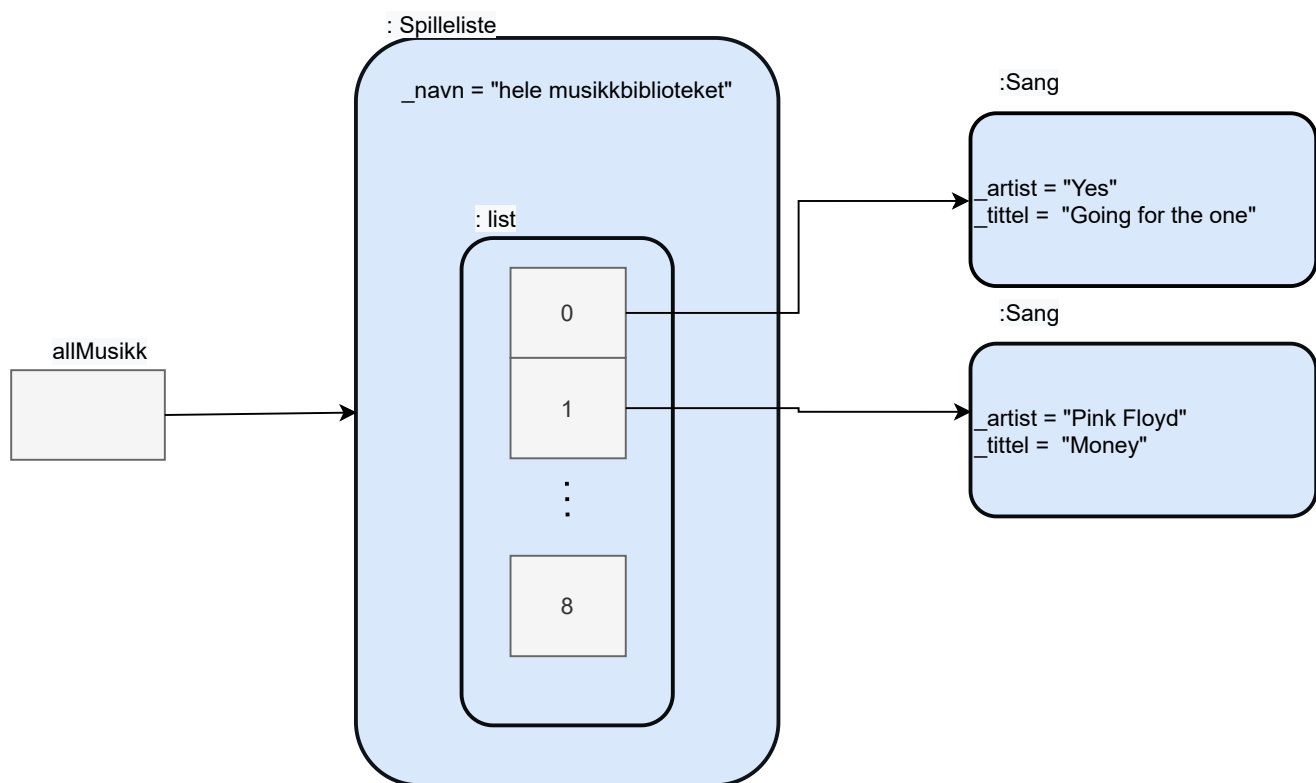 : Spilleliste
_navn = "hele musikkbiblioteket"
: list
0
1
8
allMusikk
:Sang
_artist = "Yes"
_tittel =  "Going for the one"
:Sang
_artist = "Pink Floyd"
_tittel =  "Money"